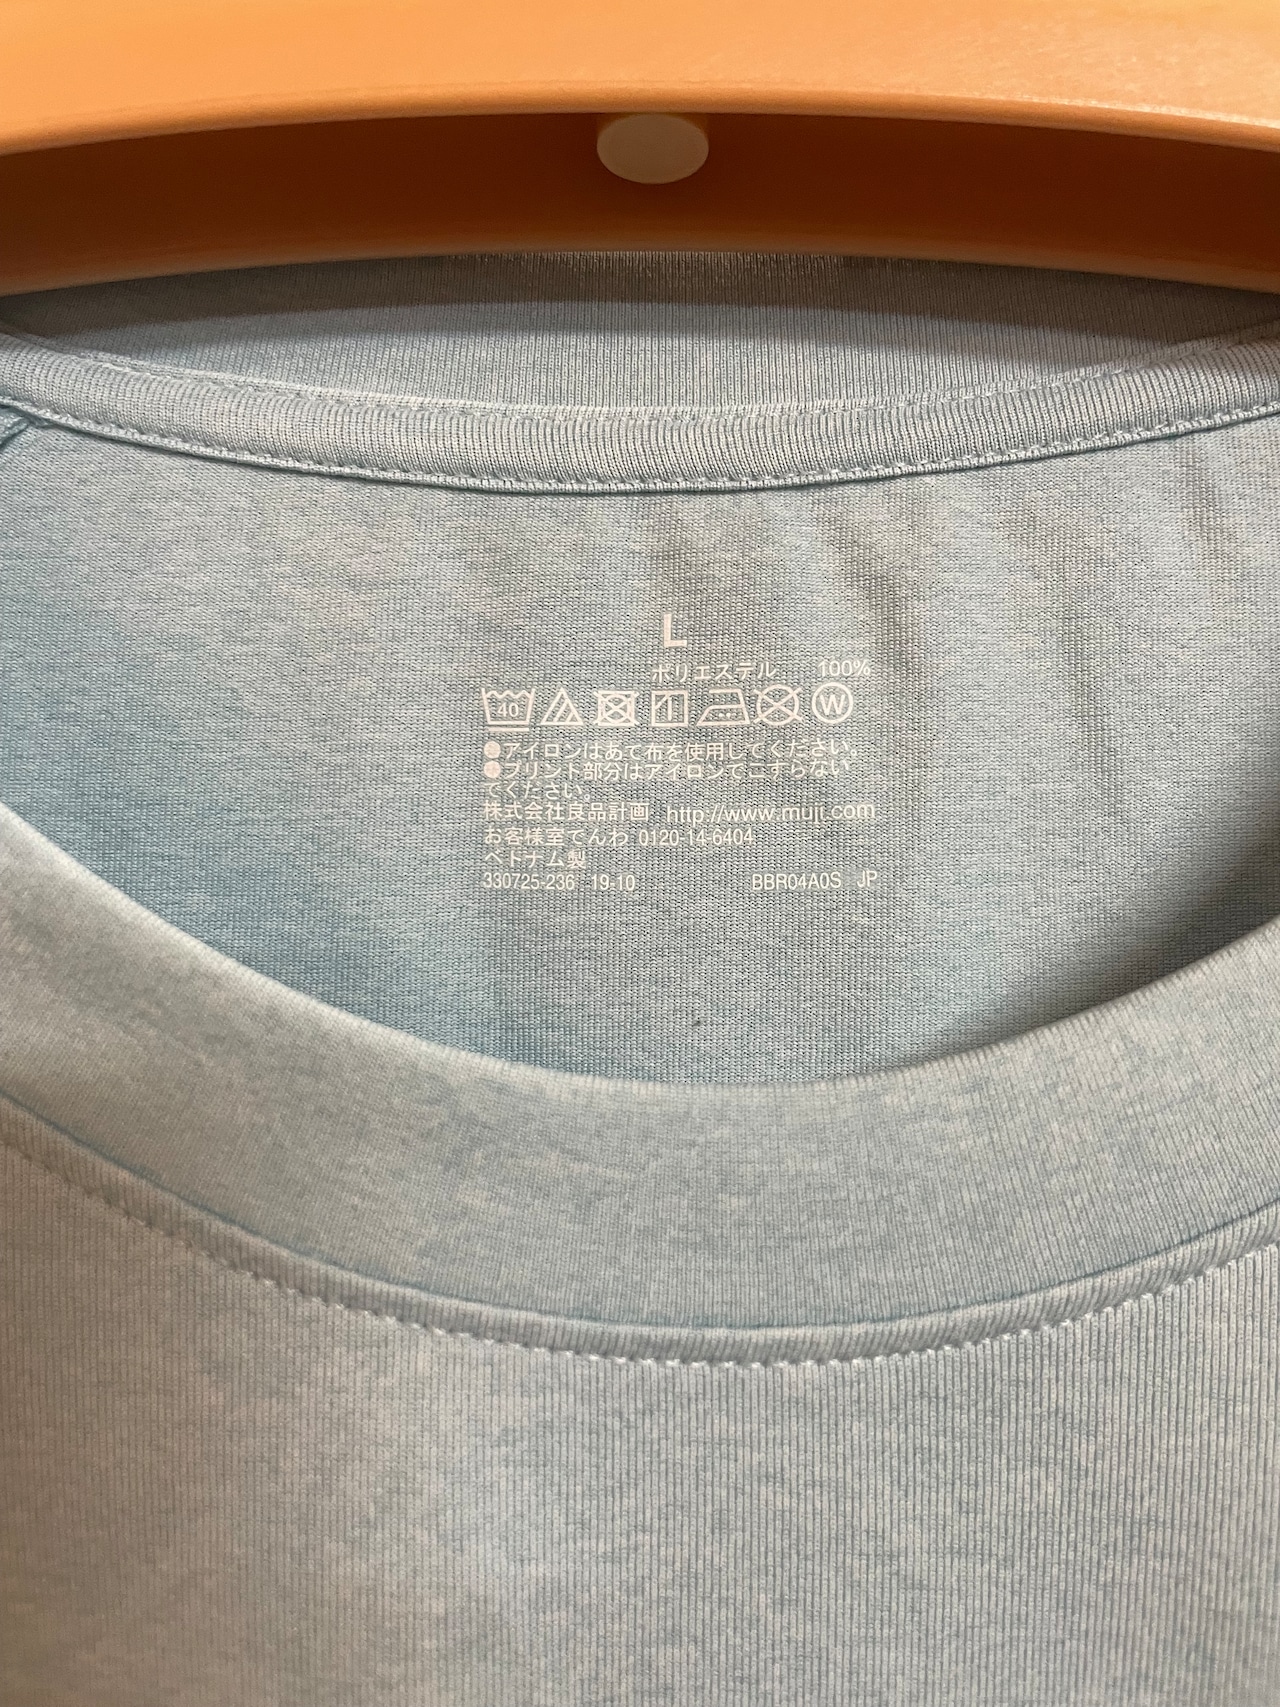 L
ポリエステル 100%
40 W
●アイロンはあて布を使用してください。
●プリント部分はアイロンでこすらない
でください。
株式会社良品計画 http://www.muji.com
お客様室でんわ 0120-14-6404
ベトナム製
330725-236 19-10 BBR04A0S JP